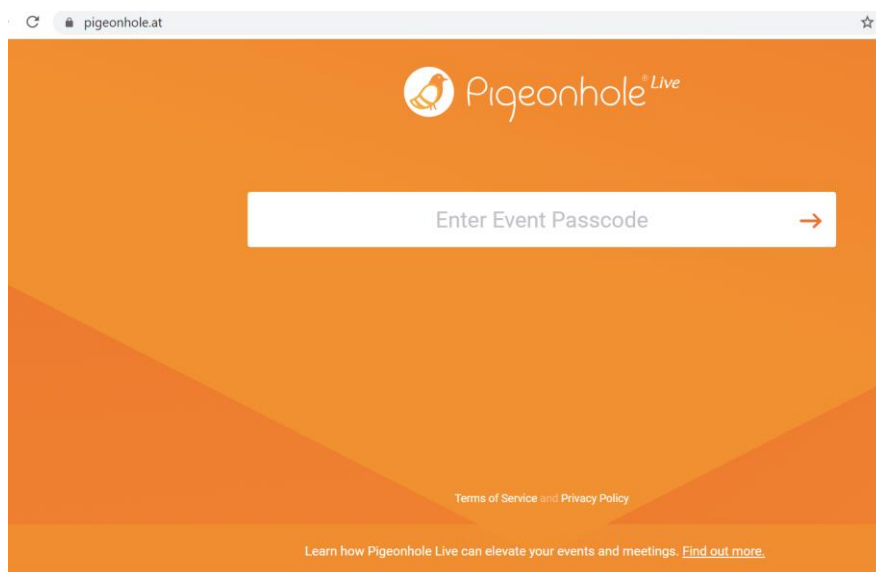 pigeonhole.at
Pigeonhole® Live
Enter Event Passcode
Terms of Service and Privacy Policy
Learn how Pigeonhole Live can elevate your events and meetings. Find out more.